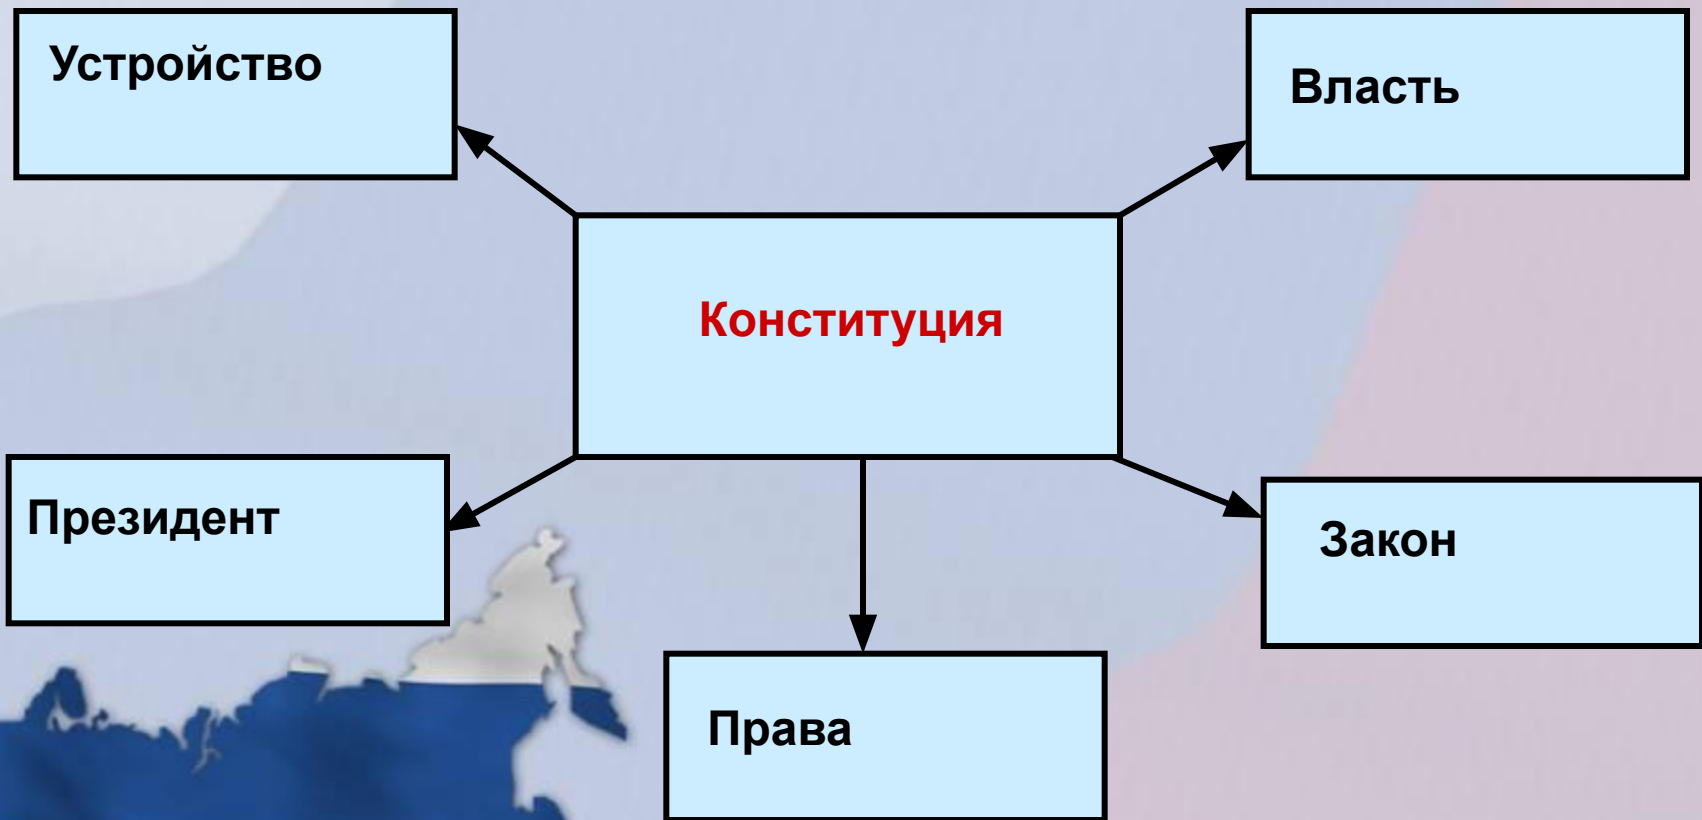 Устройство
Власть
Конституция
Президент
Закон
Права